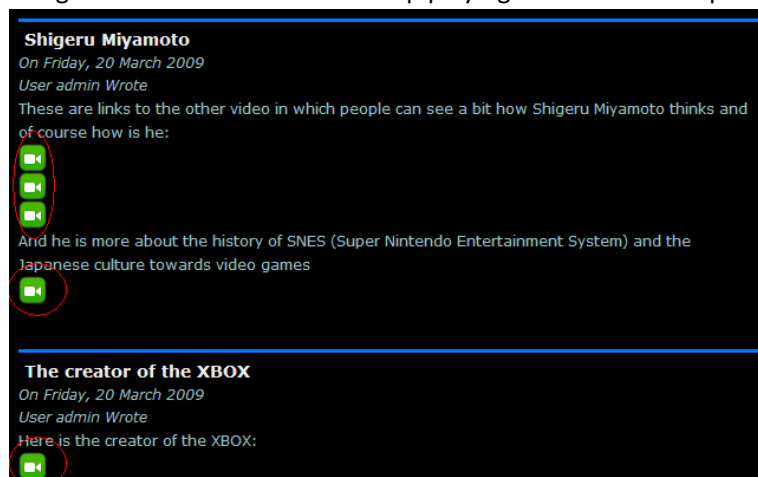 Shigeru Miyamoto
On Friday, 20 March 2009
User admin Wrote
These are links to the other video in which people can see a bit how Shigeru Miyamoto thinks and
of course how is he:
And he is more about the history of SNES (Super Nintendo Entertainment System) and the
Japanese culture towards video games
The creator of the XBOX
On Friday, 20 March 2009
User admin Wrote
Here is the creator of the XBOX: